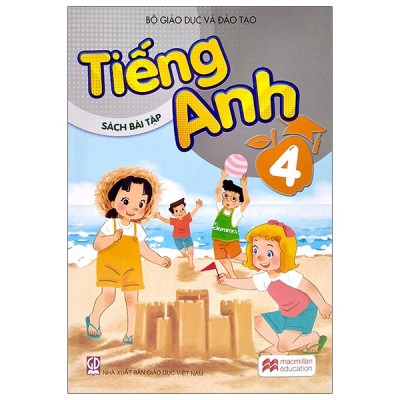 BỘ GIÁO DỤC VÀ ĐÀO TẠO
Tiếng
Anh
SÁCH BÀI TẬP
4
GD
NHÀ XUẤT BẢN GIÁO DỤC VIỆT NAM
macmillan
education